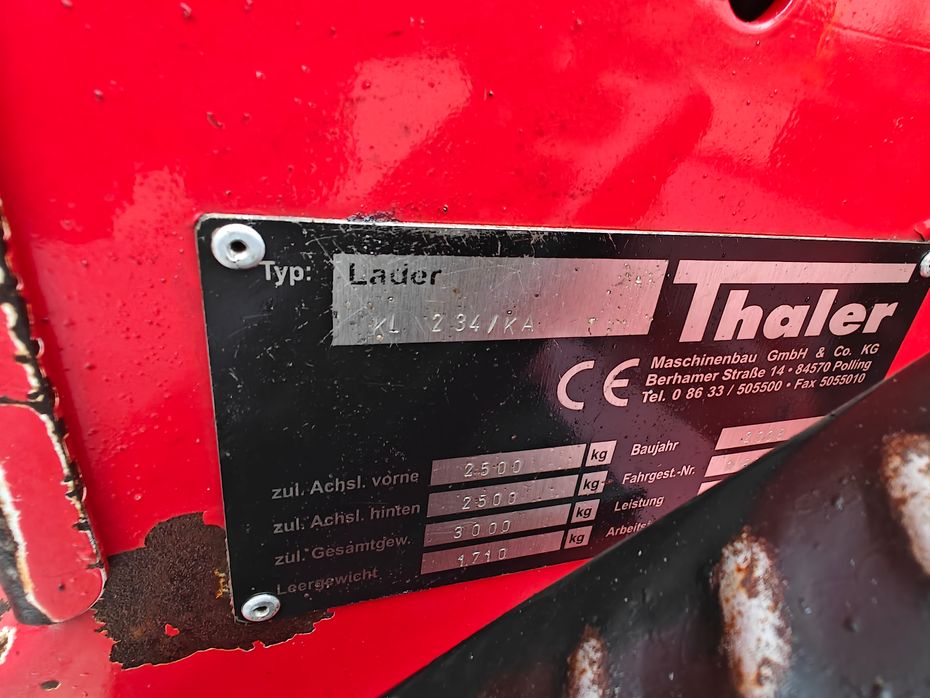 Typ: Lader
KL 234/KA
Thaler
Maschinenbau GmbH & Co. KG
Berhamer Straße 14 • 84570 Polling
Tel. 0 86 33 / 505500 • Fax 5055010
CE
zul. Achsl. vorne 2500 kg
zul. Achsl. hinten 2500 kg
zul. Gesamtgew. 3000 kg
Leergewicht 1.710 kg
Baujahr
Fahrgest.-Nr.
Leistung